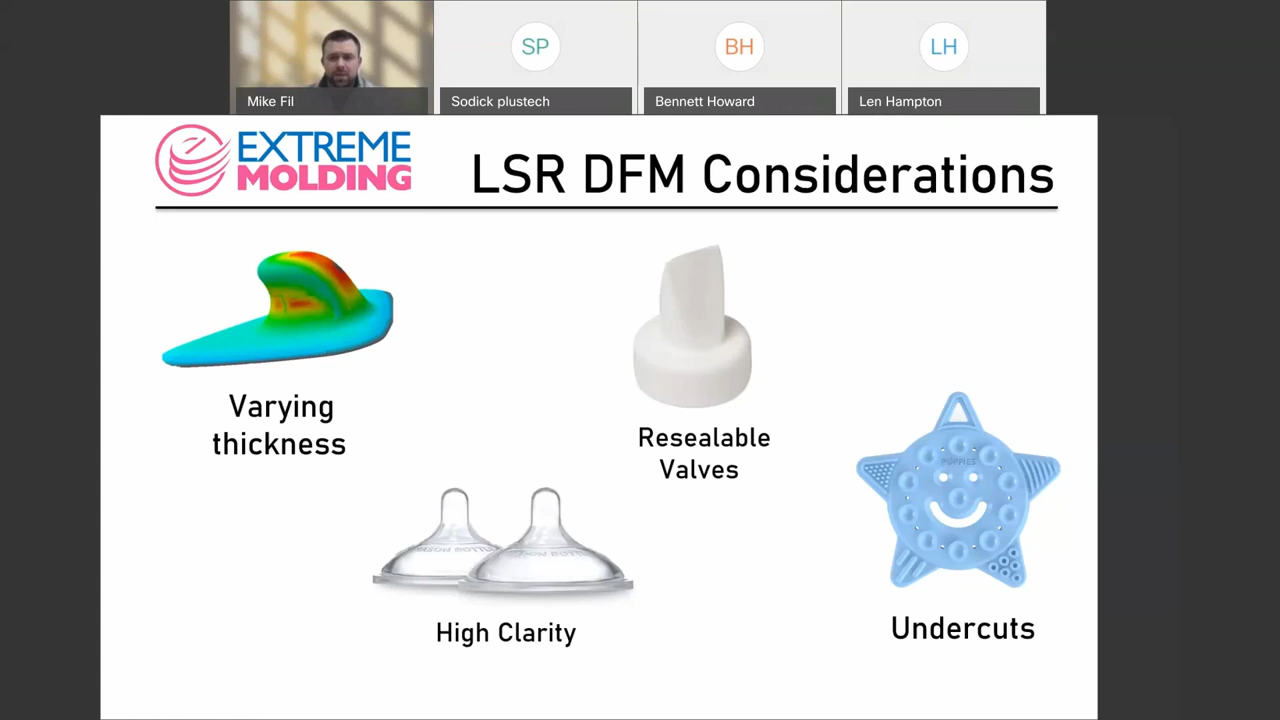 SP
BH
LH
Mike Fil
Sodick plustech
Bennett Howard
Len Hampton
EXTREME
MOLDING
LSR DFM Considerations
Varying
thickness
Resealable
Valves
High Clarity
Undercuts